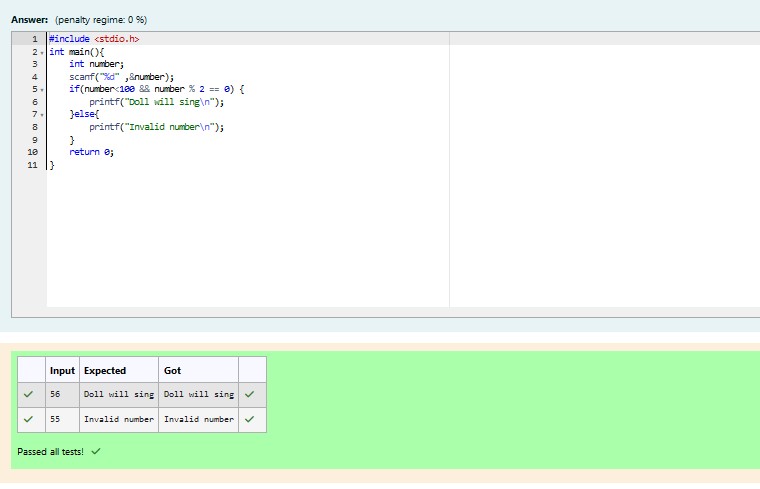 Answer: (penalty regime: 0 %)
1 #include <stdio.h>
2 int main(){
3 int number;
4 scanf("%d" ,&number);
5 if(number<100 && number % 2 == 0) {
6 printf("Doll will sing\n");
7 }else{
8 printf("Invalid number\n");
9 }
10 return 0;
11 }
Input Expected Got
56 Doll will sing Doll will sing
55 Invalid number Invalid number
Passed all tests!